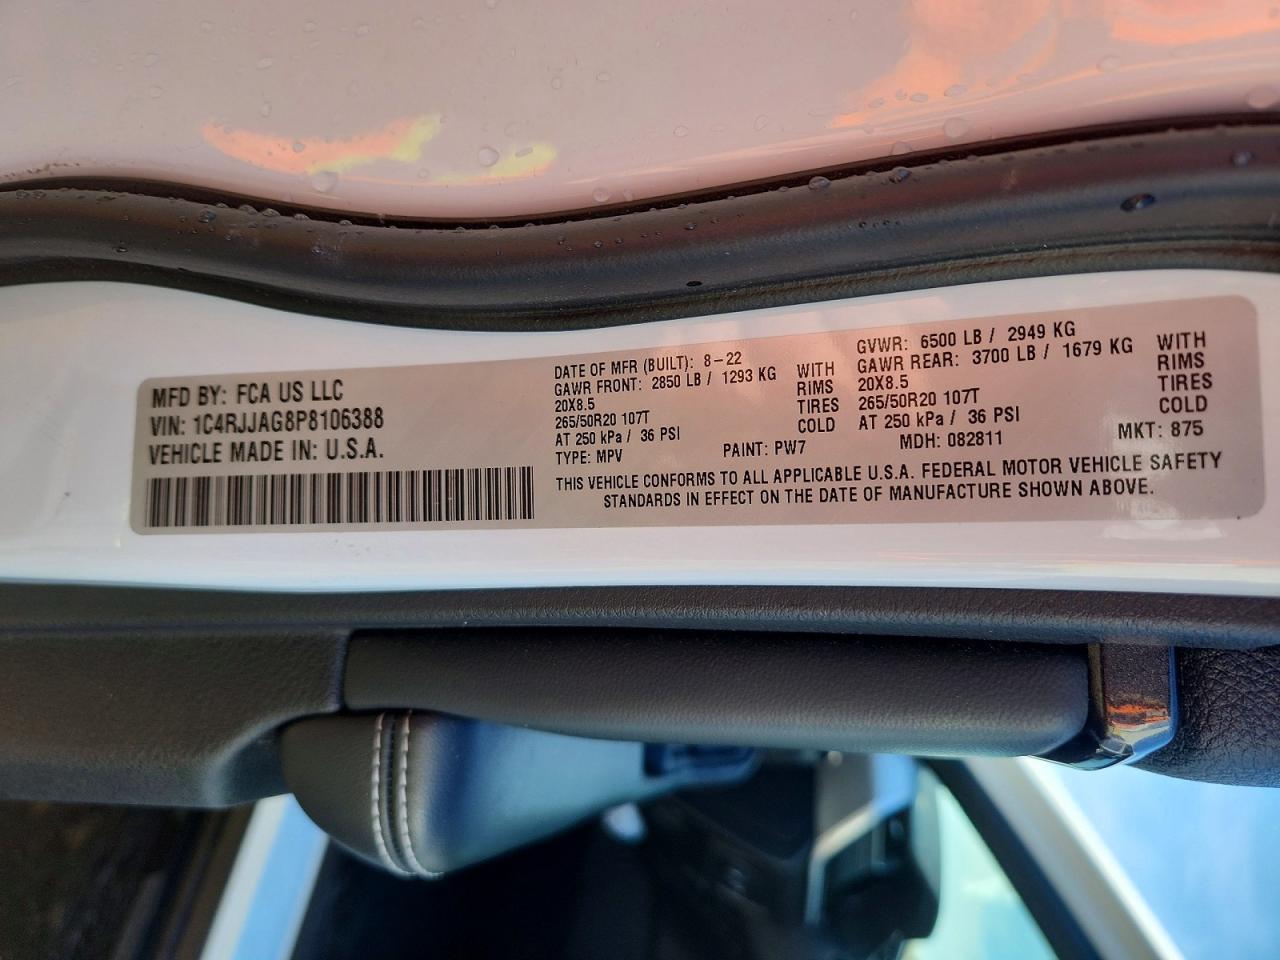 MFD BY: FCA US LLC
VIN: 1C4RJJAG8P8106388
VEHICLE MADE IN: U.S.A.
DATE OF MFR (BUILT): 8-22
GAWR FRONT: 2850 LB / 1293 KG WITH
20X8.5 RIMS
265/50R20 107T TIRES
AT 250 kPa / 36 PSI COLD
TYPE: MPV PAINT: PW7
GVWR: 6500 LB / 2949 KG
GAWR REAR: 3700 LB / 1679 KG WITH
20X8.5 RIMS
265/50R20 107T TIRES
AT 250 kPa / 36 PSI COLD
MDH: 082811 MKT: 875
THIS VEHICLE CONFORMS TO ALL APPLICABLE U.S.A. FEDERAL MOTOR VEHICLE SAFETY
STANDARDS IN EFFECT ON THE DATE OF MANUFACTURE SHOWN ABOVE.